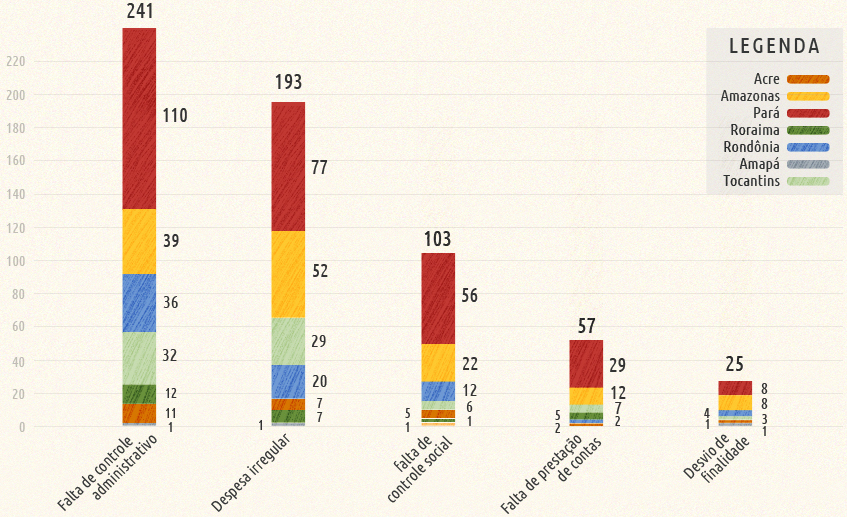 241
193
103
57
25
LEGENDA
Acre
Amazonas
Pará
Roraima
Rondônia
Amapá
Tocantins
220
200
180
160
140
120
100
80
60
40
20
0
110
39
36
32
12
11
1
77
52
29
20
7
7
1
56
22
12
6
5
1
1
29
12
7
5
2
2
8
8
4
3
1
1
Falta de controle
administrativo
Despesa irregular
falta de
controle social
Falta de prestação
de contas
Desvio de
finalidade